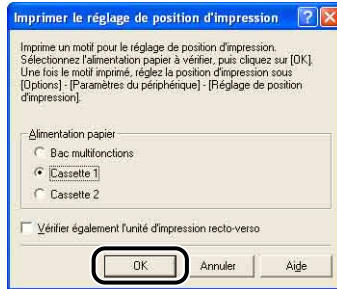 Imprimer le réglage de position d'impression
Imprime un motif pour le réglage de position d'impression.
Sélectionnez l'alimentation papier à vérifier, puis cliquez sur [OK].
Une fois le motif imprimé, réglez la position d'impression sous
[Options] - [Paramètres du périphérique] - [Réglage de position
d'impression].
Alimentation papier
Bac multifonctions
Cassette 1
Cassette 2
Vérifier également l'unité d'impression recto-verso
OK Annuler Aide